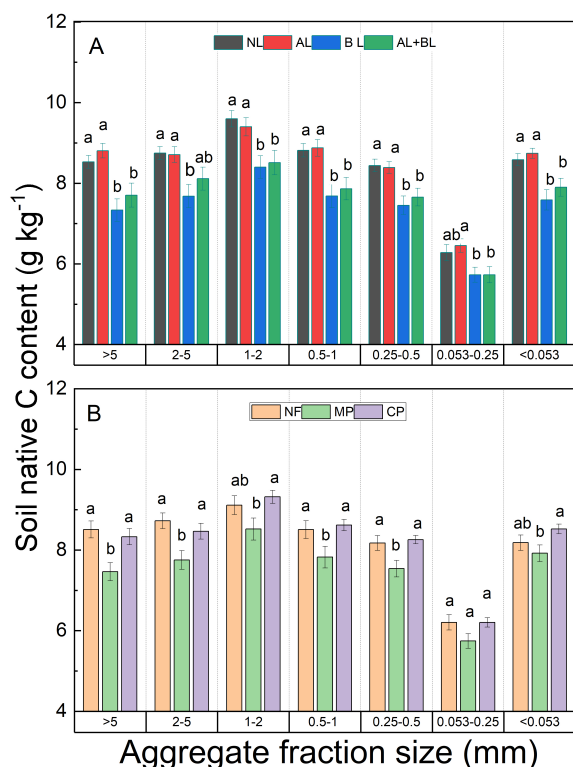 Soil native C content (g kg-1)
12
A
NL AL B L AL+BL
10
a a a a a a a a a a a a
b b b ab b b b b b b b b
8
ab a b b
6
4
>5 2-5 1-2 0.5-1 0.25-0.5 0.053-0.25 <0.053
12
B
NF MP CP
10
a b a a b a ab b a a b a a b a a a a ab b a
8
6
4
>5 2-5 1-2 0.5-1 0.25-0.5 0.053-0.25 <0.053
Aggregate fraction size (mm)